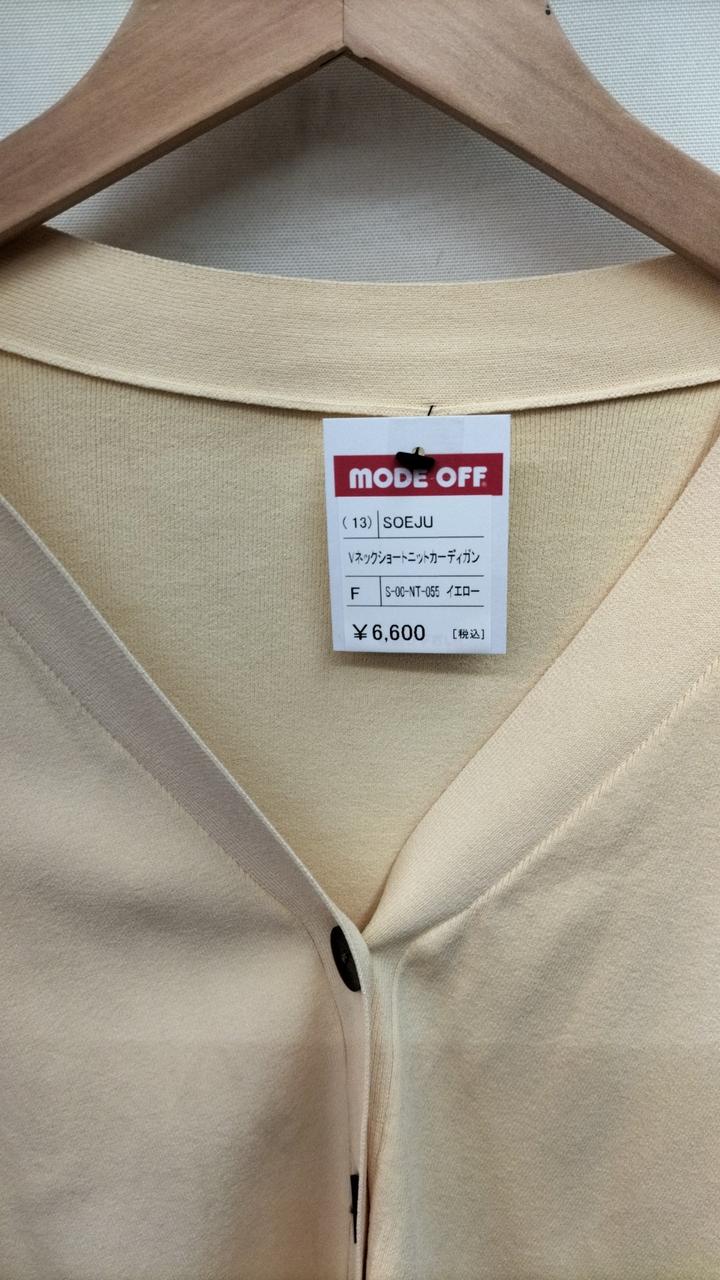 MODE OFF
(13) SOEJU
Vネックショートニットカーディガン
F S-OC-NT-055 イエロー
¥6,600 [税込]